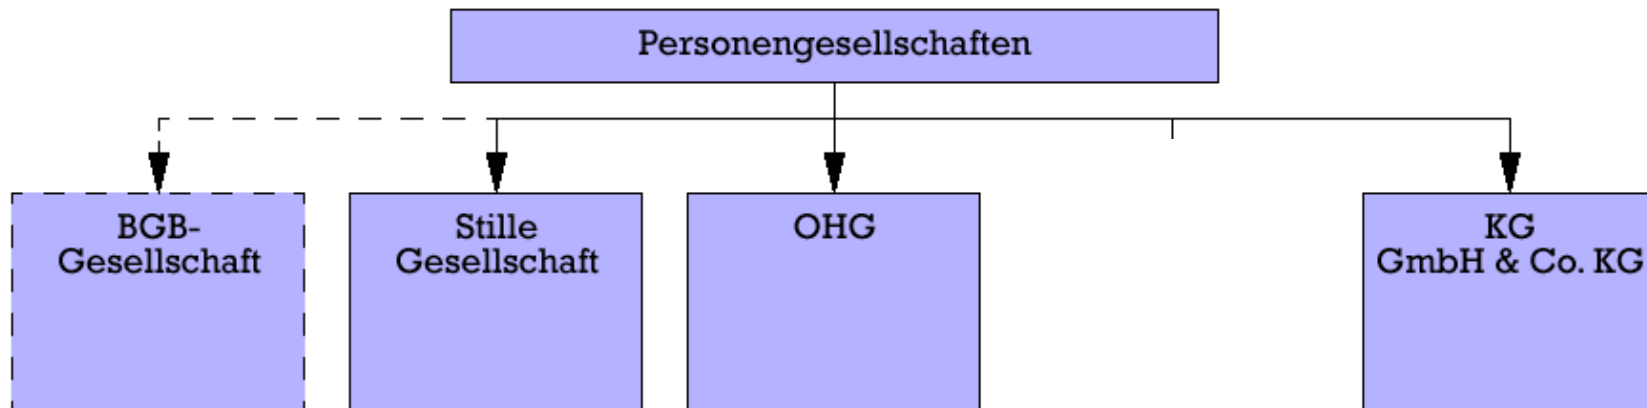 Personengesellschaften
BGB-
Gesellschaft
Stille
Gesellschaft
OHG
KG
GmbH & Co. KG